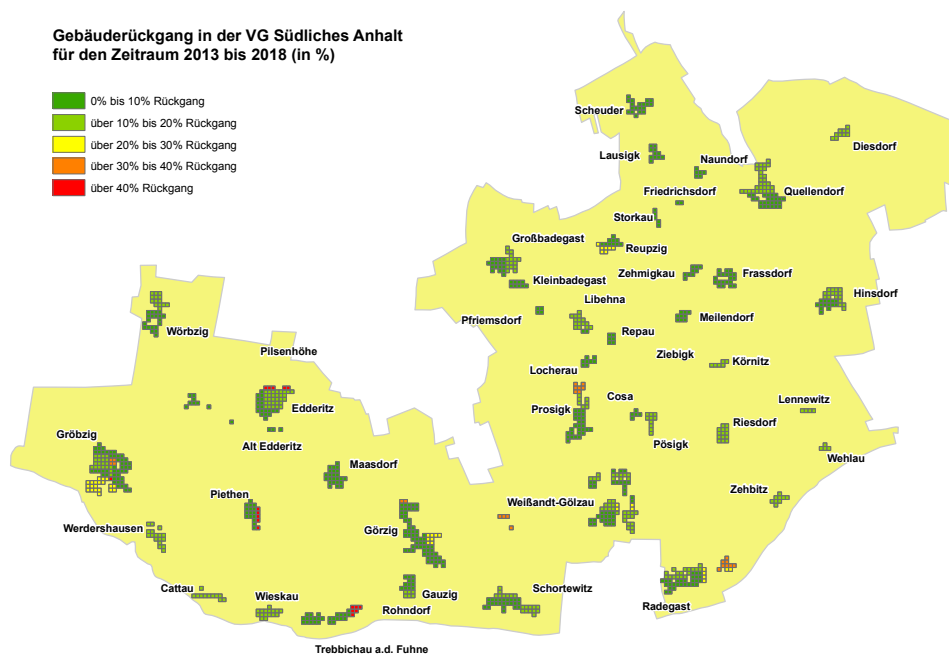 Gebäuderückgang in der VG Südliches Anhalt
für den Zeitraum 2013 bis 2018 (in %)
0% bis 10% Rückgang
über 10% bis 20% Rückgang
über 20% bis 30% Rückgang
über 30% bis 40% Rückgang
über 40% Rückgang
Scheuder
Diesdorf
Lausigk
Naundorf
Friedrichsdorf
Quellendorf
Storkau
Großbadegast
Reupzig
Zehmigkau
Frassdorf
Kleinbadegast
Hinsdorf
Libehna
Pfriemsdorf
Meilendorf
Wörbzig
Repau
Pilsenhöhe
Ziebigk
Körnitz
Locherau
Edderitz
Cosa
Lennewitz
Prosigk
Gröbzig
Riesdorf
Alt Edderitz
Pösigk
Wehlau
Maasdorf
Zehbitz
Piethen
Weißandt-Gölzau
Werdershausen
Görzig
Cattau
Schortewitz
Wieskau
Gauzig
Radegast
Rohndorf
Trebbichau a.d. Fuhne